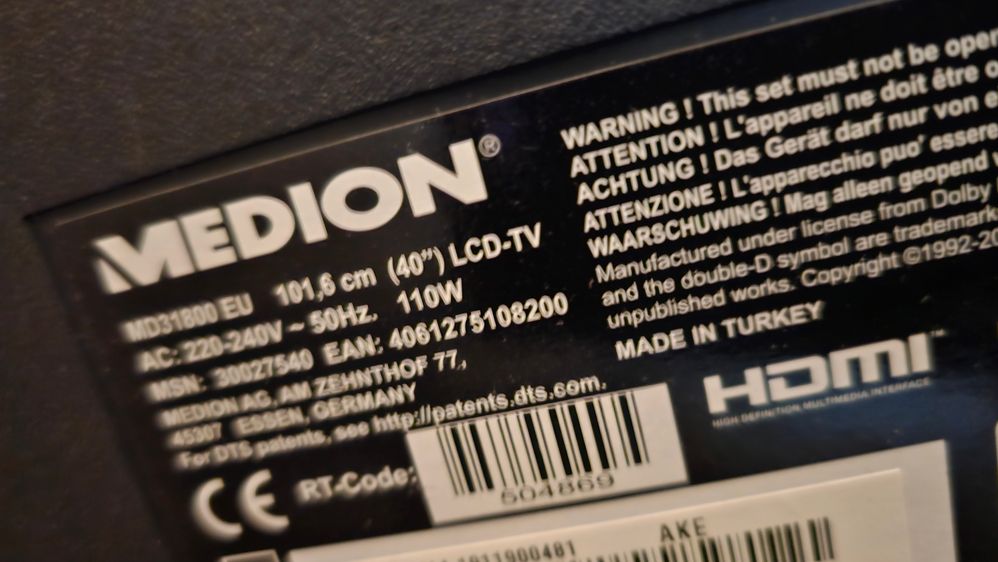 MEDION®
MD31800 EU 101,6 cm (40") LCD-TV
AC: 220-240V ~ 50Hz, 110W
MSN: 30027540 EAN: 4061275108200
MEDION AG, AM ZEHNTHOF 77,
45307 ESSEN, GERMANY
For DTS patents, see http://patents.dts.com.
CE RT-Code:
504869
WARNING ! This set must not be open
ATTENTION ! L'appareil ne doit être o
ACHTUNG ! Das Gerät darf nur von e
ATTENZIONE ! L'apparecchio puo' essere
WAARSCHUWING ! Mag alleen geopend
Manufactured under license from Dolby
and the double-D symbol are trademark
unpublished works. Copyright ©1992-20
MADE IN TURKEY
HDMI™
HIGH DEFINITION MULTIMEDIA INTERFACE
AKE